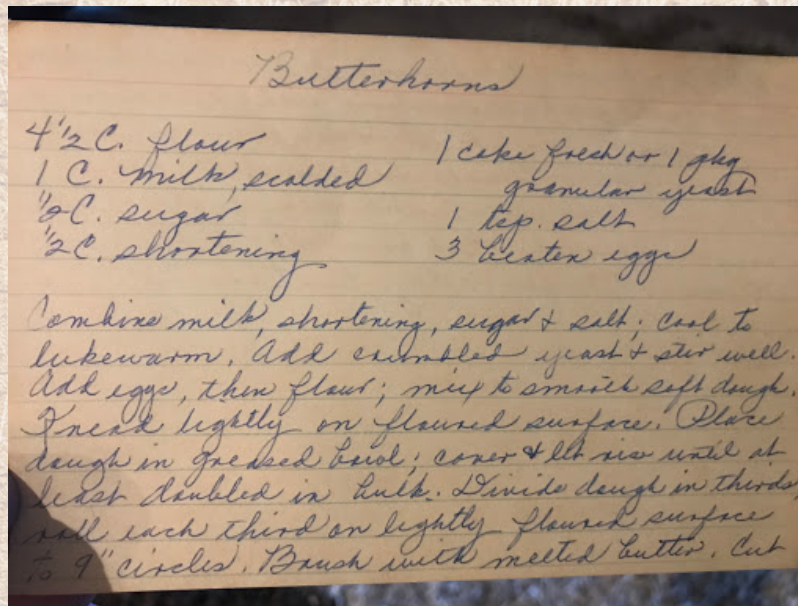 Butterhorns
4 1/2 C. flour
1 C. milk, scalded
1/2 C. sugar
1/2 C. shortening
1 cake fresh or 1 pkg
granular yeast
1 tsp. salt
3 beaten eggs
Combine milk, shortening, sugar & salt; cool to
lukewarm. Add crumbled yeast & stir well.
Add eggs, then flour; mix to smooth soft dough.
Knead lightly on floured surface. Place
dough in greased bowl; cover & let rise until at
least doubled in bulk. Divide dough in thirds,
roll each third on lightly floured surface
to 9" circles. Brush with melted butter. Cut